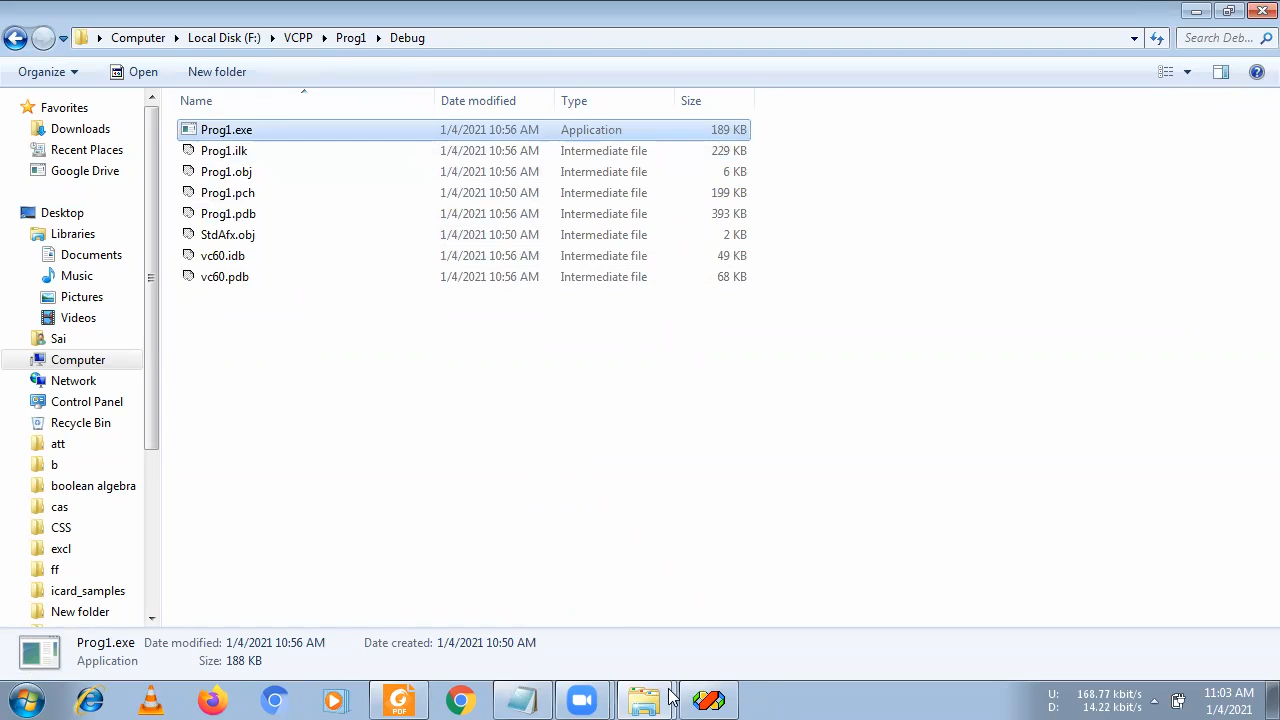 Computer Local Disk (F:) VCPP Prog1 Debug Search Deb...
Organize Open New folder
Name Date modified Type Size
Prog1.exe 1/4/2021 10:56 AM Application 189 KB
Prog1.ilk 1/4/2021 10:56 AM Intermediate file 229 KB
Prog1.obj 1/4/2021 10:56 AM Intermediate file 6 KB
Prog1.pch 1/4/2021 10:50 AM Intermediate file 199 KB
Prog1.pdb 1/4/2021 10:56 AM Intermediate file 393 KB
StdAfx.obj 1/4/2021 10:50 AM Intermediate file 2 KB
vc60.idb 1/4/2021 10:56 AM Intermediate file 49 KB
vc60.pdb 1/4/2021 10:56 AM Intermediate file 68 KB
Favorites
Downloads
Recent Places
Google Drive
Desktop
Libraries
Documents
Music
Pictures
Videos
Sai
Computer
Network
Control Panel
Recycle Bin
att
b
boolean algebra
cas
CSS
excl
ff
icard_samples
New folder
Prog1.exe Date modified: 1/4/2021 10:56 AM Date created: 1/4/2021 10:50 AM
Application Size: 188 KB
PDF
U: 168.77 kbit/s
D: 14.22 kbit/s
11:03 AM
1/4/2021